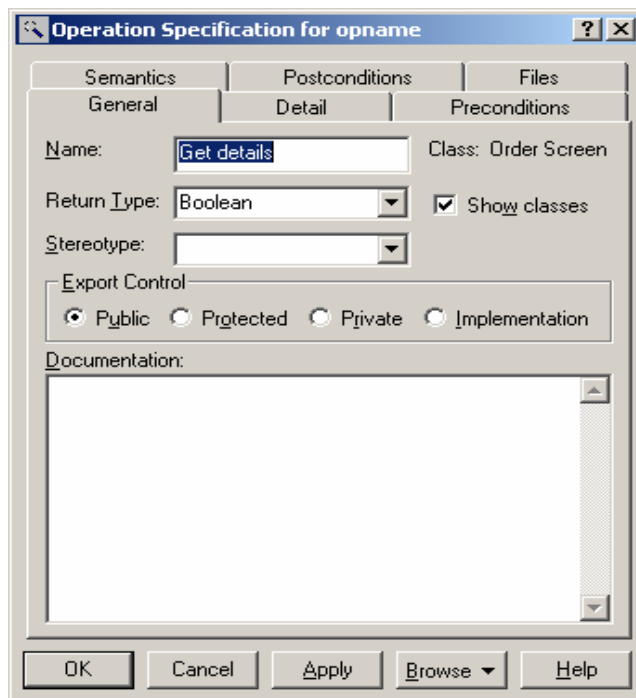 Operation Specification for opname
Semantics Postconditions Files
General Detail Preconditions
Name: Get details Class: Order Screen
Return Type: Boolean Show classes
Stereotype:
Export Control
Public Protected Private Implementation
Documentation:
OK Cancel Apply Browse Help